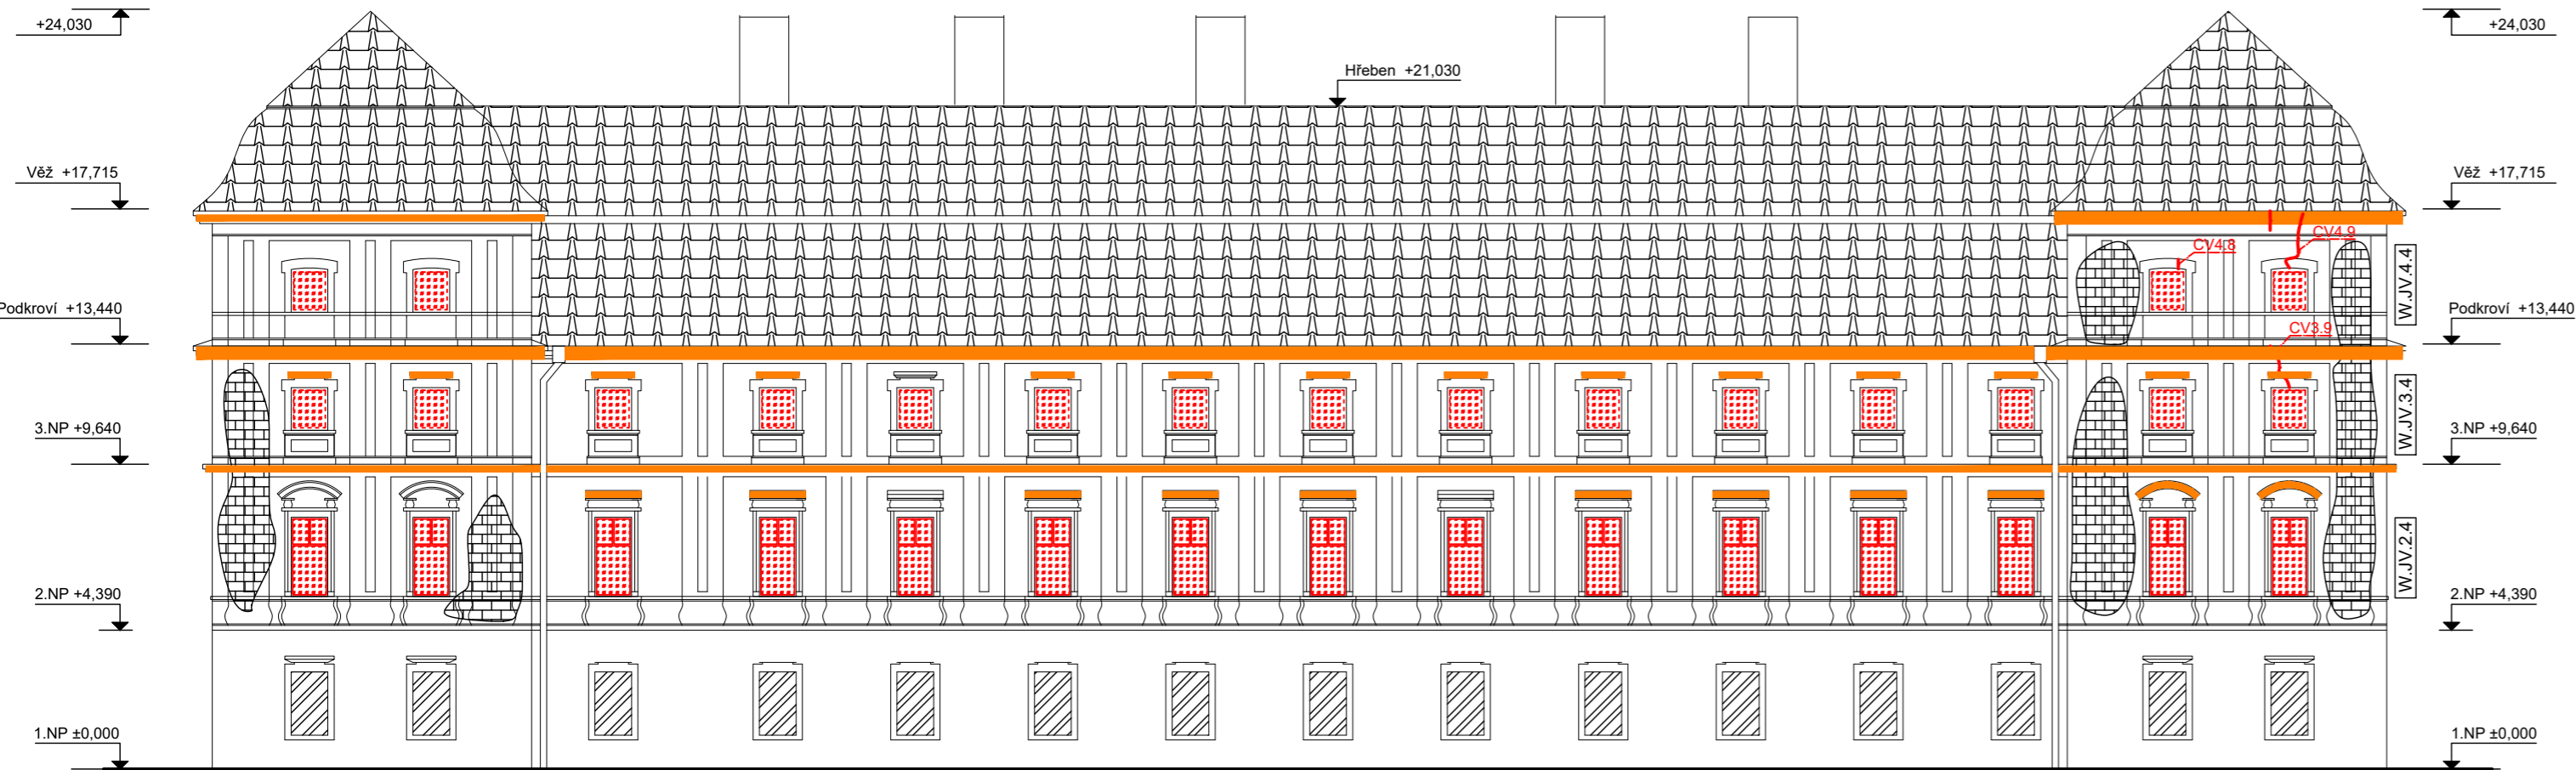 +24,030
+24,030
Hřeben +21,030
Věž +17,715
Věž +17,715
CV4.9
CV4.8
W.JV.4.4
Podkroví +13,440
Podkroví +13,440
CV3.9
W.JV.3.4
3.NP +9,640
3.NP +9,640
W.JV.2.4
2.NP +4,390
2.NP +4,390
1.NP ±0,000
1.NP ±0,000